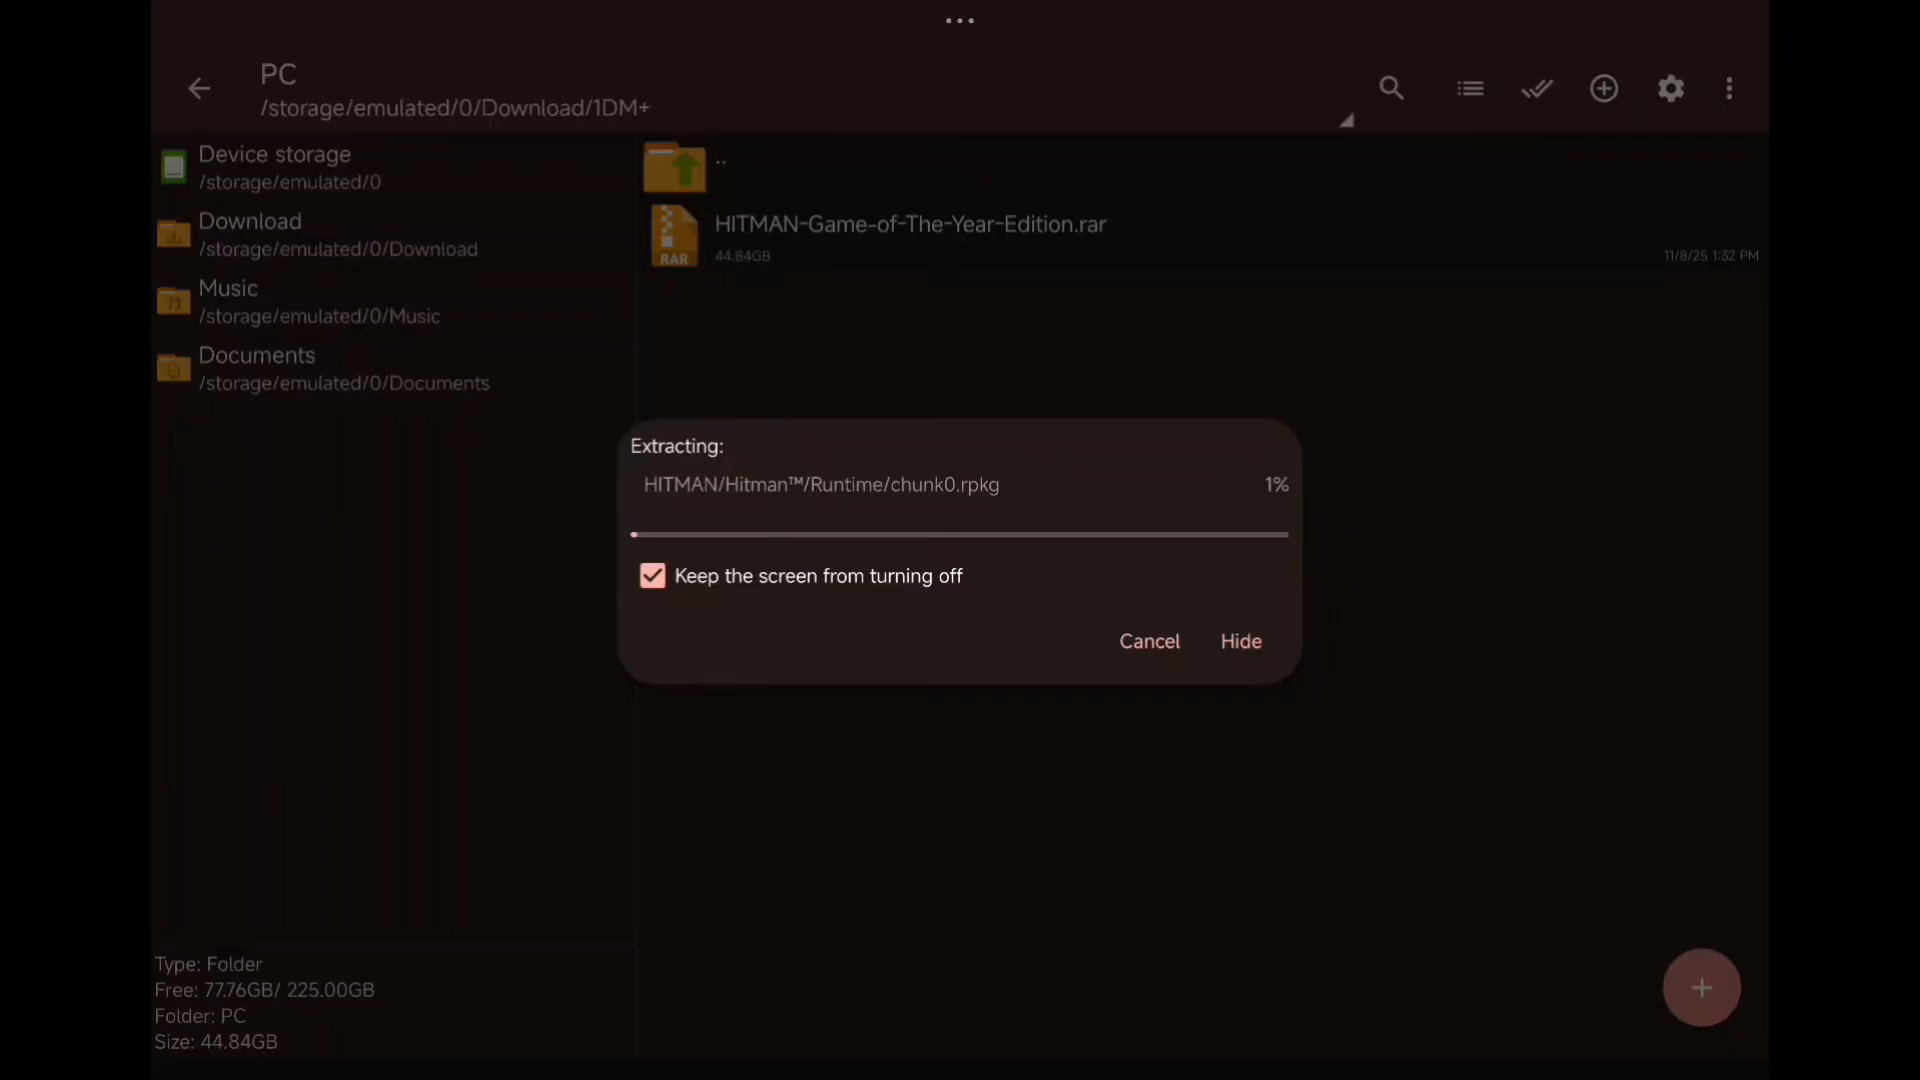 PC
/storage/emulated/0/Download/1DM+
Device storage
/storage/emulated/0
Download
/storage/emulated/0/Download
Music
/storage/emulated/0/Music
Documents
/storage/emulated/0/Documents
..
RAR
HITMAN-Game-of-The-Year-Edition.rar
44.84GB
11/8/25 1:32 PM
Extracting:
HITMAN/Hitman™/Runtime/chunk0.rpkg 1%
Keep the screen from turning off
Cancel Hide
Type: Folder
Free: 77.76GB/ 225.00GB
Folder: PC
Size: 44.84GB